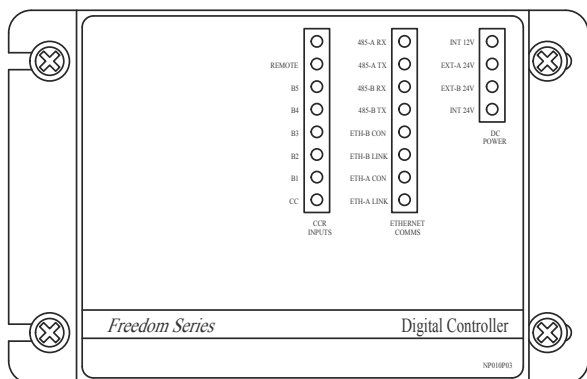 485-A RX
INT 12V
REMOTE
485-A TX
EXT-A 24V
B5
485-B RX
EXT-B 24V
B4
485-B TX
INT 24V
B3
ETH-B CON
DC
POWER
B2
ETH-B LINK
B1
ETH-A CON
CC
ETH-A LINK
CCR
INPUTS
ETHERNET
COMMS
Freedom Series
Digital Controller
NP010P03